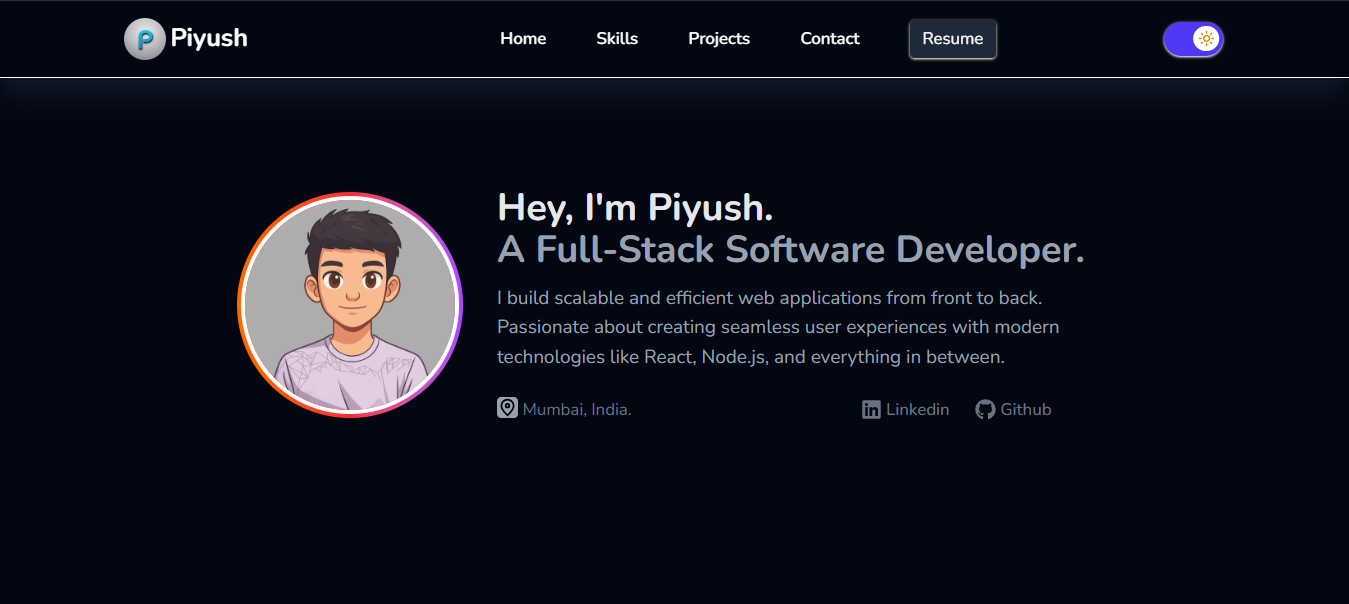 P Piyush Home Skills Projects Contact Resume
Hey, I'm Piyush.
A Full-Stack Software Developer.
I build scalable and efficient web applications from front to back.
Passionate about creating seamless user experiences with modern
technologies like React, Node.js, and everything in between.
Mumbai, India. in Linkedin Github